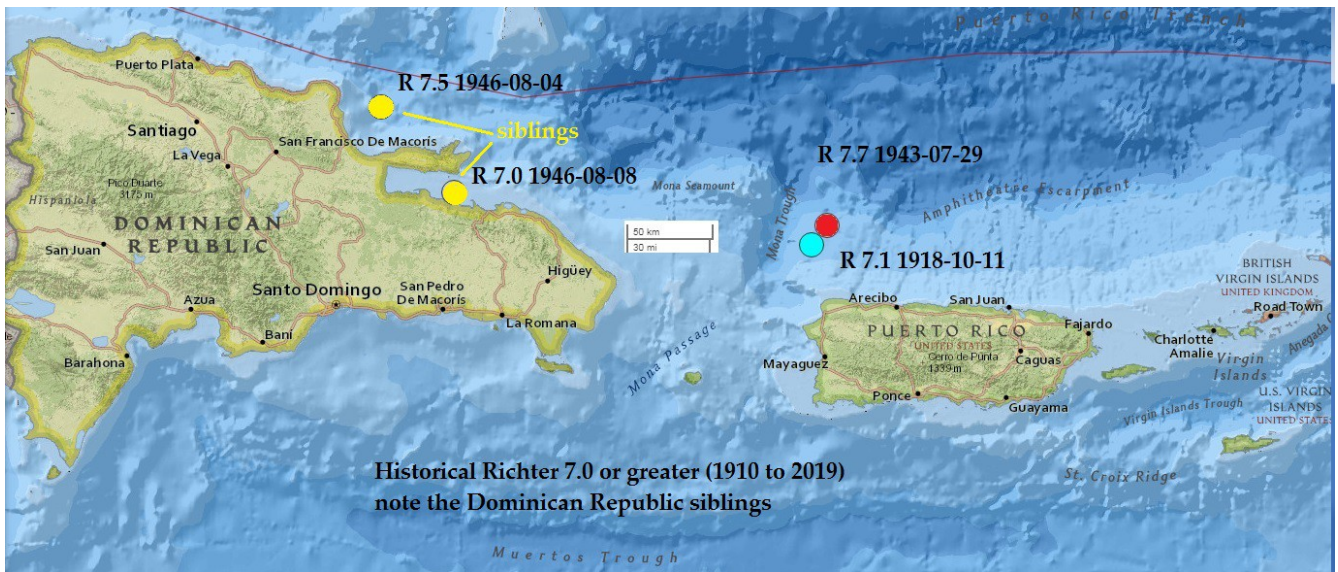 Puerto Rico Trench
Puerto Plata
R 7.5 1946-08-04
Santiago
siblings
San Francisco De Macorís
La Vega
R 7.7 1943-07-29
R 7.0 1946-08-08
Pico Duarte
3175 m
Mona Seamount
Amphitheatre Escarpment
Hispaniola
Mona Trough
DOMINICAN
REPUBLIC
50 km
30 mi
San Juan
R 7.1 1918-10-11
BRITISH
VIRGIN ISLANDS
UNITED KINGDOM
Higüey
Santo Domingo
San Pedro
De Macorís
Azua
Arecibo
San Juan
Road Town
La Romana
Baní
PUERTO RICO
UNITED STATES
Fajardo
Charlotte
Amalie
Anegada
Barahona
Mona Passage
Mayaguez
Cerro de Punta
1339 m
Caguas
Virgin
Islands
Ponce
Guayama
U.S. VIRGIN
ISLANDS
UNITED STATES
Virgin Islands Trough
Historical Richter 7.0 or greater (1910 to 2019)
note the Dominican Republic siblings
St. Croix Ridge
Muertos Trough